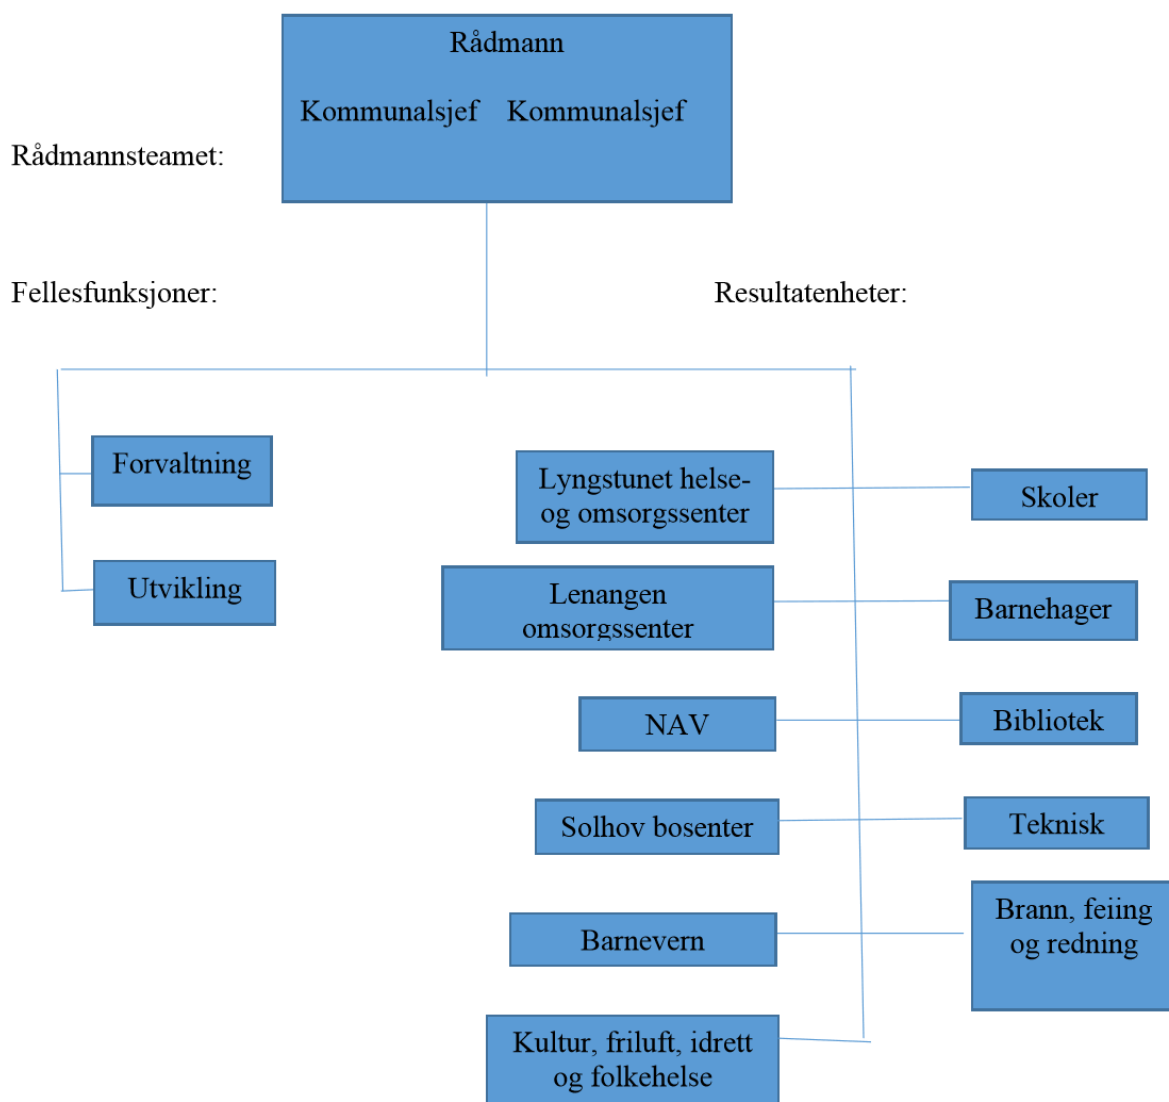 Rådmann
Kommunalsjef Kommunalsjef
Rådmannsteamet:
Fellesfunksjoner:
Resultatenheter:
Forvaltning
Utvikling
Lyngstunet helse-
og omsorgssenter
Skoler
Lenangen
omsorgssenter
Barnehager
NAV
Bibliotek
Solhov bosenter
Teknisk
Barnevern
Brann, feiing
og redning
Kultur, friluft, idrett
og folkehelse